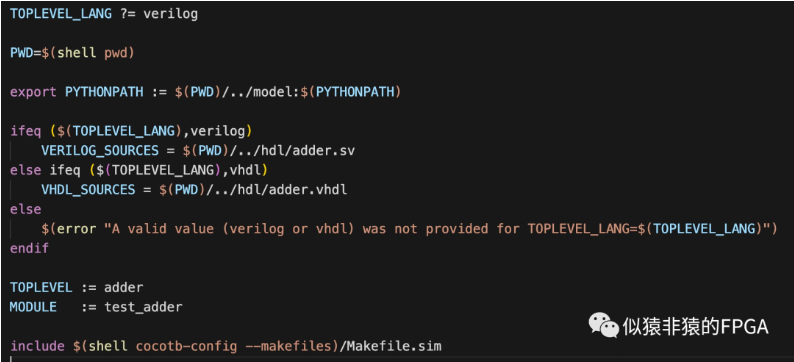 TOPLEVEL_LANG ?= verilog
PWD=$(shell pwd)
export PYTHONPATH := $(PWD)/../model:$(PYTHONPATH)
ifeq ($(TOPLEVEL_LANG),verilog)
    VERILOG_SOURCES = $(PWD)/../hdl/adder.sv
else ifeq ($(TOPLEVEL_LANG),vhdl)
    VHDL_SOURCES = $(PWD)/../hdl/adder.vhdl
else
    $(error "A valid value (verilog or vhdl) was not provided for TOPLEVEL_LANG=$(TOPLEVEL_LANG)")
endif
TOPLEVEL := adder
MODULE   := test_adder
似猿非猿的FPGA
include $(shell cocotb-config --makefiles)/Makefile.sim